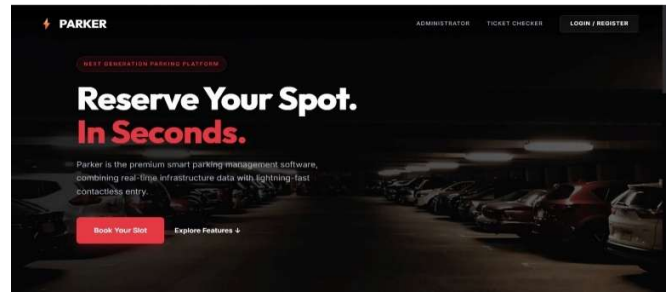 PARKER
ADMINISTRATOR TICKET CHECKER LOGIN / REGISTER
NEXT GENERATION PARKING PLATFORM
Reserve Your Spot.
In Seconds.
Parker is the premium smart parking management software,
combining real-time infrastructure data with lightning-fast
contactless entry.
Book Your Slot Explore Features ↓